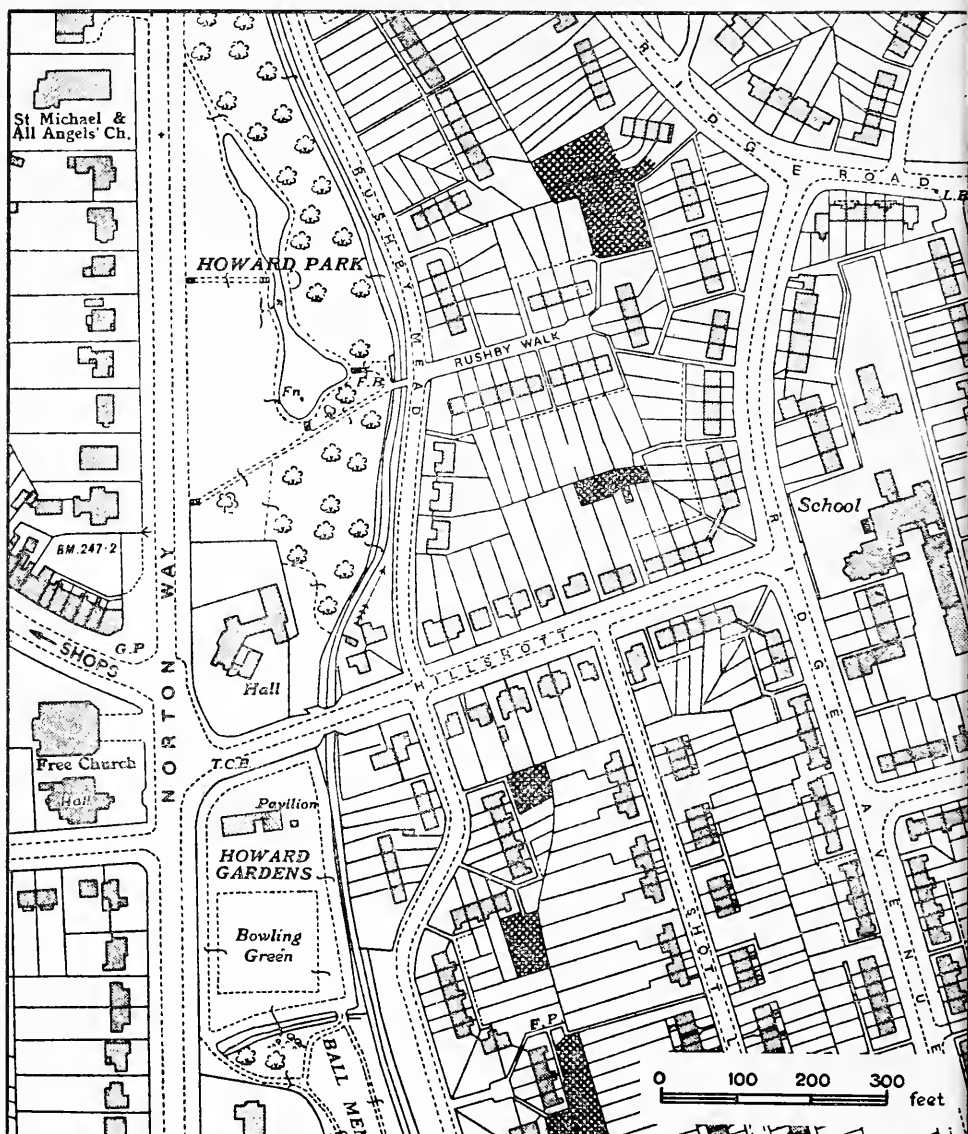 St Michael &
All Angels' Ch.
RIDGE ROAD
L.B
BUSHBY MEAD
HOWARD PARK
RUSHBY WALK
F.B.
Fn.
School
BM.247·2
NORTON WAY
G.P
SHOPS
Hall
HILLSHOTT
RIDGE AVENUE
Free Church
Hall
T.C.B.
Pavilion
HOWARD
GARDENS
Bowling
Green
SHOTT
F.P
BALL
0 100 200 300
feet